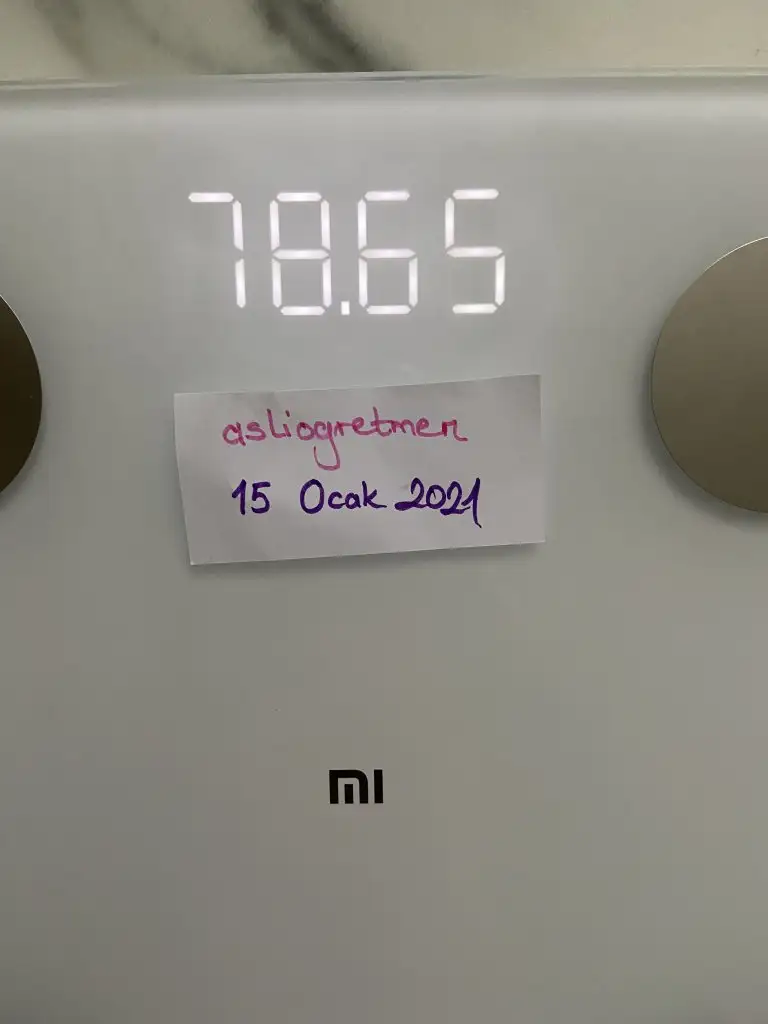 78.65
asliogretmen
15 Ocak 2021
mi